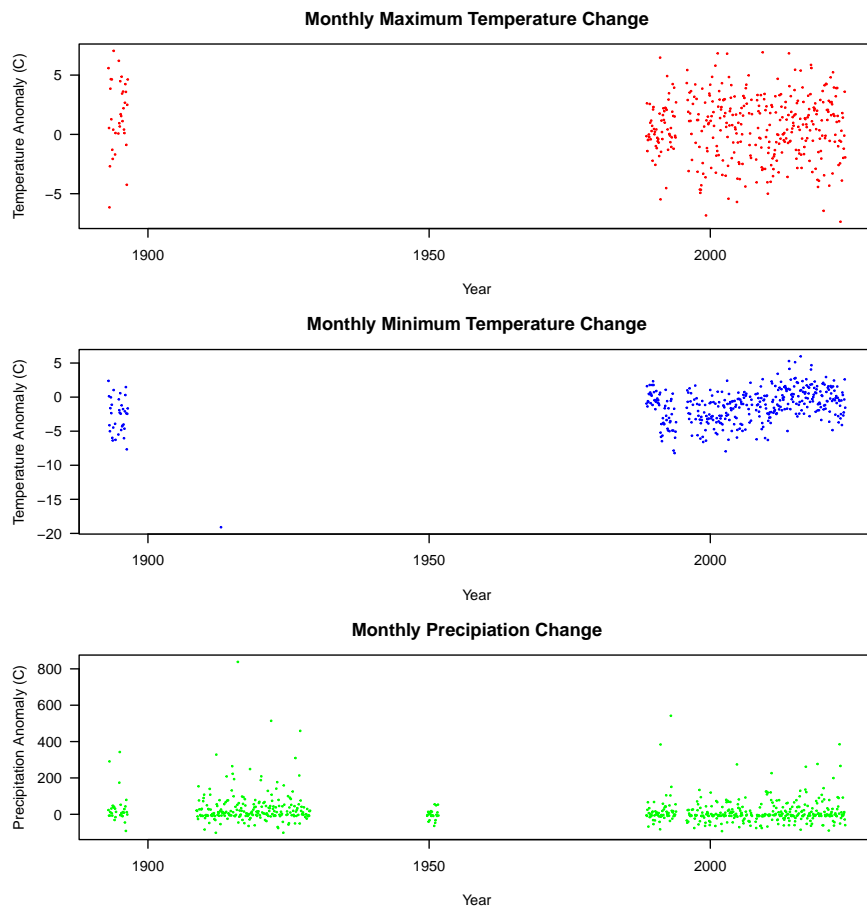 Monthly Maximum Temperature Change
Temperature Anomaly (C)
5
0
−5
1900 1950 2000
Year
Monthly Minimum Temperature Change
Temperature Anomaly (C)
5
0
−5
−10
−15
−20
1900 1950 2000
Year
Monthly Precipiation Change
Precipitation Anomaly (C)
800
600
400
200
0
1900 1950 2000
Year